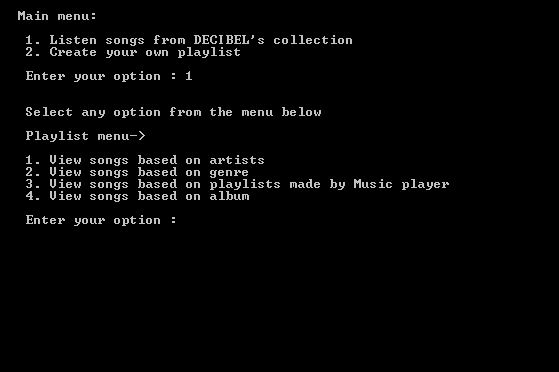 Main menu:
1. Listen songs from DECIBEL's collection
2. Create your own playlist
Enter your option : 1
Select any option from the menu below
Playlist menu->
1. View songs based on artists
2. View songs based on genre
3. View songs based on playlists made by Music player
4. View songs based on album
Enter your option :